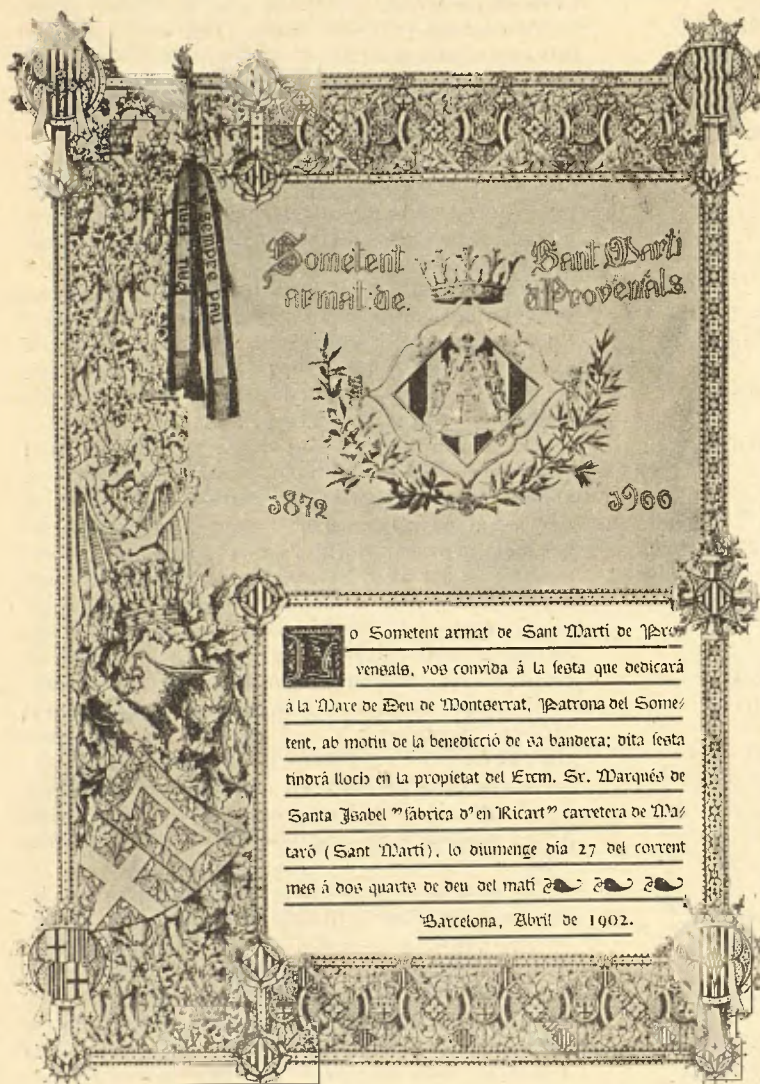 y sempre pau
Sometent
armat de.
Sant Martí
d Provensals.
1872
1900
Lo Sometent armat de Sant Martí de Pro-
vensals, vos convida á la festa que dedicará
á la Mare de Deu de Montserrat, Patrona del Some-
tent, ab motiu de la benedicció de sa bandera; dita festa
tindrá lloch en la propietat del Excm. Sr. Marqués de
Santa Isabel "fábrica d'en Ricart" carretera de Ma-
taró (Sant Martí), lo diumenge dia 27 del corrent
mes á dos quarts de deu del matí
Barcelona, Abril de 1902.